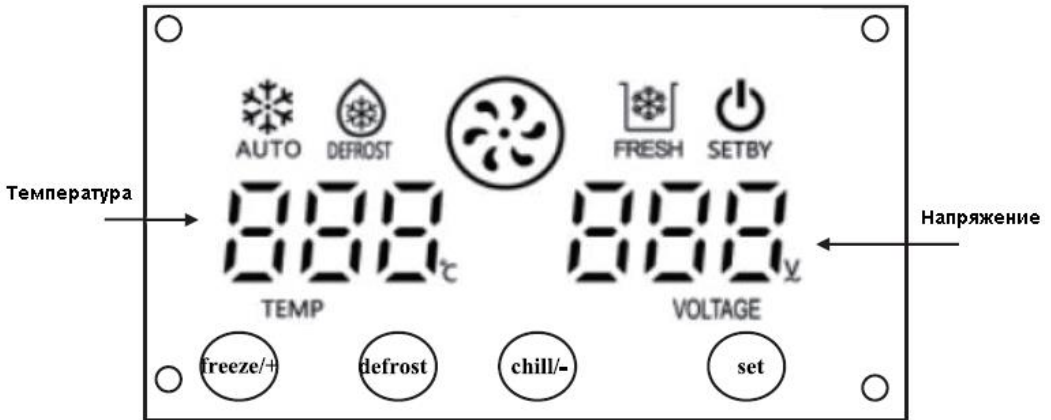 AUTO DEFROST FRESH SETBY
Температура
Напряжение
888 °C 888 V
TEMP VOLTAGE
freeze/+ defrost chill/- set